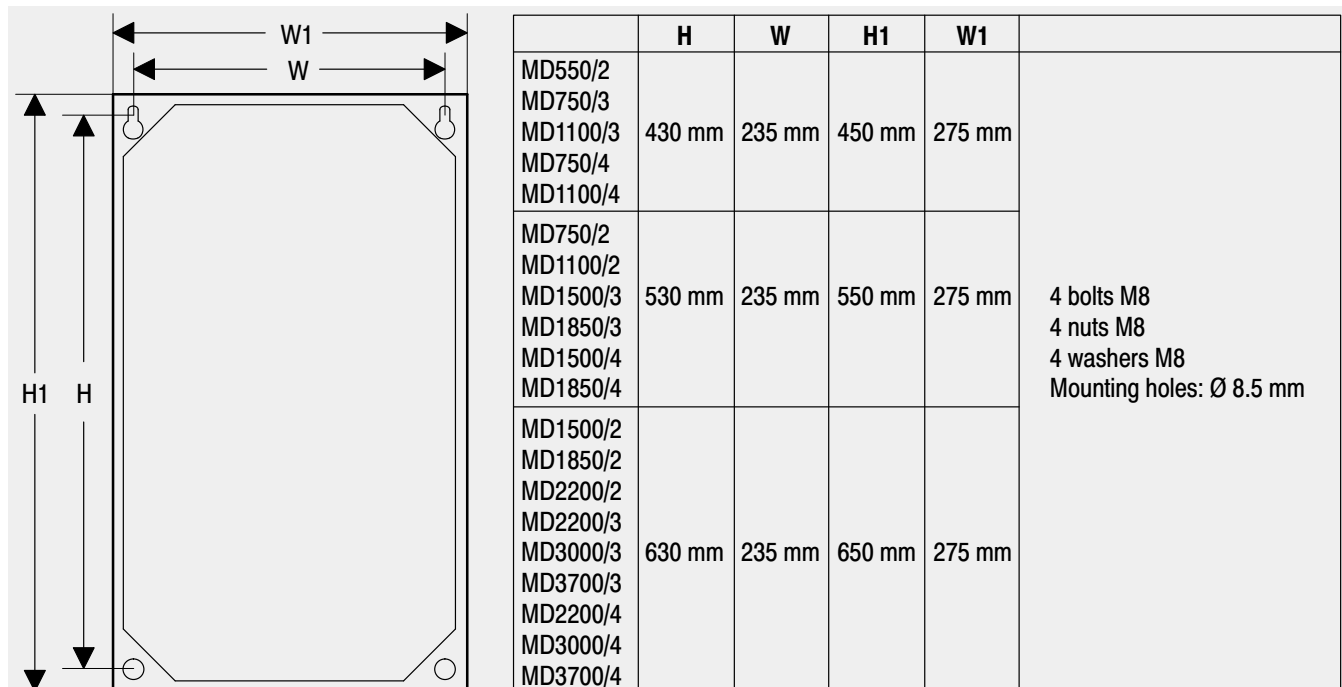 W1
W
H1 H
H W H1 W1
MD550/2
MD750/3
MD1100/3 430 mm 235 mm 450 mm 275 mm
MD750/4
MD1100/4
MD750/2
MD1100/2
MD1500/3 530 mm 235 mm 550 mm 275 mm
MD1850/3
MD1500/4
MD1850/4
MD1500/2
MD1850/2
MD2200/2
MD2200/3
MD3000/3 630 mm 235 mm 650 mm 275 mm
MD3700/3
MD2200/4
MD3000/4
MD3700/4
4 bolts M8
4 nuts M8
4 washers M8
Mounting holes: Ø 8.5 mm